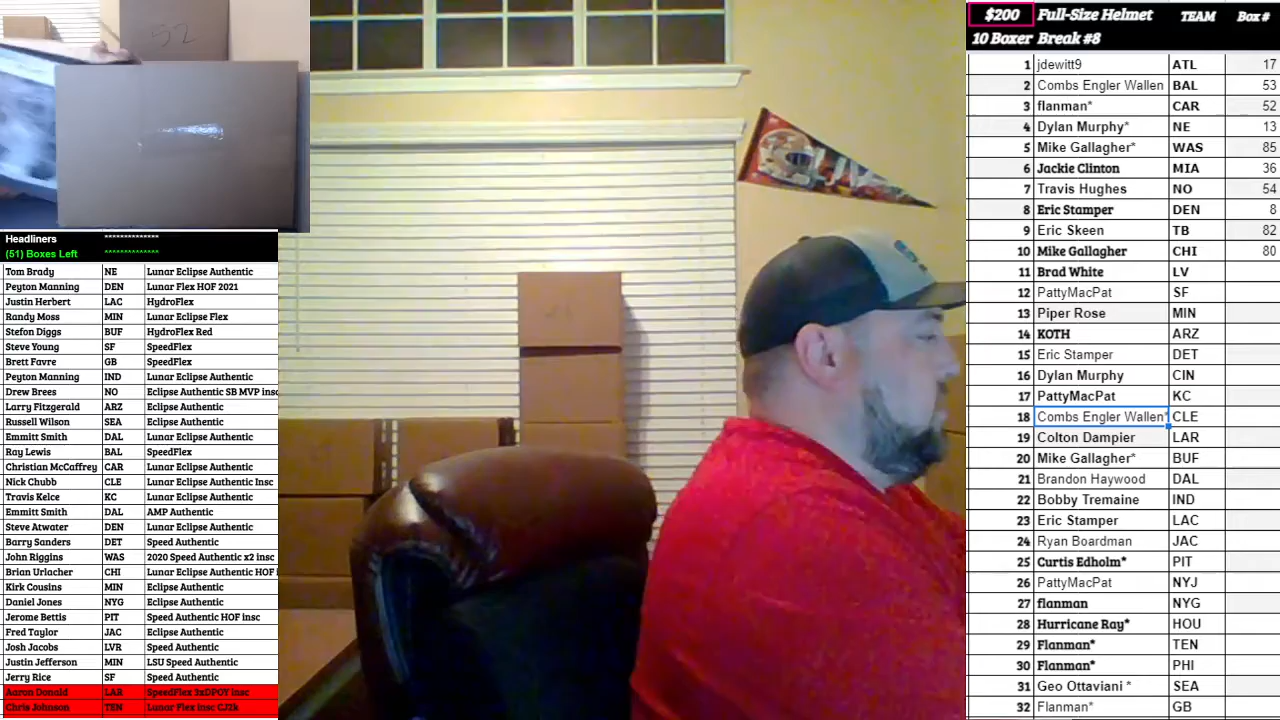 52
Headliners **************
(51) Boxes Left **************
Tom Brady NE Lunar Eclipse Authentic
Peyton Manning DEN Lunar Flex HOF 2021
Justin Herbert LAC HydroFlex
Randy Moss MIN Lunar Eclipse Flex
Stefon Diggs BUF HydroFlex Red
Steve Young SF SpeedFlex
Brett Favre GB SpeedFlex
Peyton Manning IND Lunar Eclipse Authentic
Drew Brees NO Eclipse Authentic SB MVP insc
Larry Fitzgerald ARZ Eclipse Authentic
Russell Wilson SEA Eclipse Authentic
Emmitt Smith DAL Lunar Eclipse Authentic
Ray Lewis BAL SpeedFlex
Christian McCaffrey CAR Lunar Eclipse Authentic
Nick Chubb CLE Lunar Eclipse Authentic Insc
Travis Kelce KC Lunar Eclipse Authentic
Emmitt Smith DAL AMP Authentic
Steve Atwater DEN Lunar Eclipse Authentic
Barry Sanders DET Speed Authentic
John Riggins WAS 2020 Speed Authentic x2 insc
Brian Urlacher CHI Lunar Eclipse Authentic HOF i
Kirk Cousins MIN Eclipse Authentic
Daniel Jones NYG Eclipse Authentic
Jerome Bettis PIT Speed Authentic HOF insc
Fred Taylor JAC Eclipse Authentic
Josh Jacobs LVR Speed Authentic
Justin Jefferson MIN LSU Speed Authentic
Jerry Rice SF Speed Authentic
Aaron Donald LAR SpeedFlex 3xDPOY insc
Chris Johnson TEN Lunar Flex insc CJ2k
$200 Full-Size Helmet TEAM Box #
10 Boxer Break #8
1 jdewitt9 ATL 17
2 Combs Engler Wallen BAL 53
3 flanman* CAR 52
4 Dylan Murphy* NE 13
5 Mike Gallagher* WAS 85
6 Jackie Clinton MIA 36
7 Travis Hughes NO 54
8 Eric Stamper DEN 8
9 Eric Skeen TB 82
10 Mike Gallagher CHI 80
11 Brad White LV
12 PattyMacPat SF
13 Piper Rose MIN
14 KOTH ARZ
15 Eric Stamper DET
16 Dylan Murphy CIN
17 PattyMacPat KC
18 Combs Engler Wallen* CLE
19 Colton Dampier LAR
20 Mike Gallagher* BUF
21 Brandon Haywood DAL
22 Bobby Tremaine IND
23 Eric Stamper LAC
24 Ryan Boardman JAC
25 Curtis Edholm* PIT
26 PattyMacPat NYJ
27 flanman NYG
28 Hurricane Ray* HOU
29 Flanman* TEN
30 Flanman* PHI
31 Geo Ottaviani * SEA
32 Flanman* GB